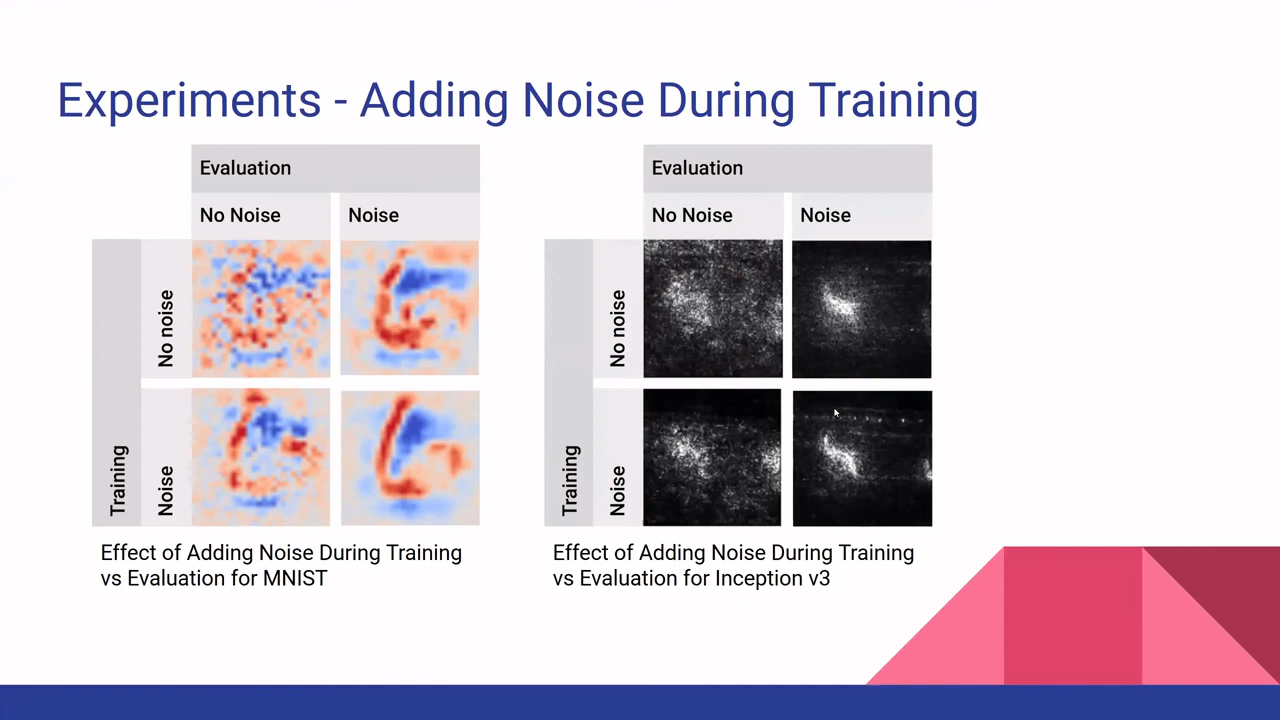 Experiments - Adding Noise During Training
Evaluation
No Noise
Noise
Training
No noise
Noise
Effect of Adding Noise During Training
vs Evaluation for MNIST
Evaluation
No Noise
Noise
Training
No noise
Noise
Effect of Adding Noise During Training
vs Evaluation for Inception v3